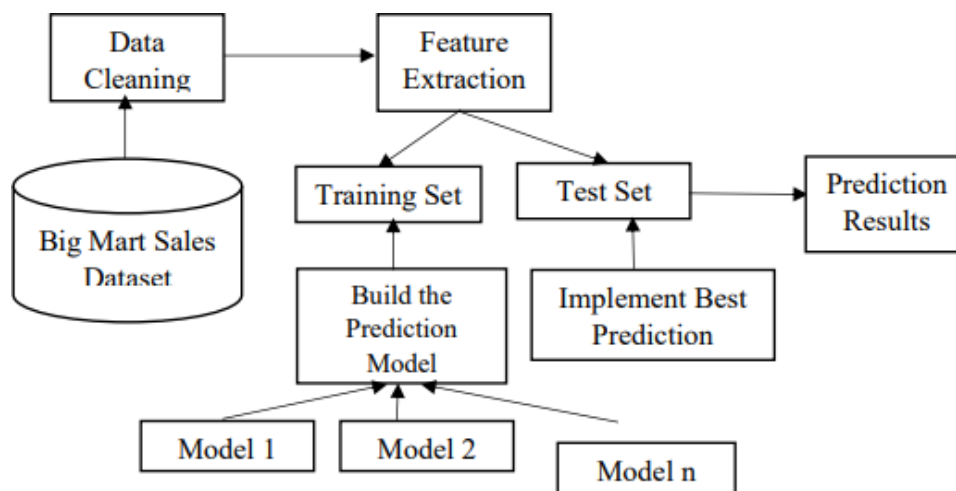 Data
Cleaning
Feature
Extraction
Training Set
Test Set
Prediction
Results
Big Mart Sales
Dataset
Build the
Prediction
Model
Implement Best
Prediction
Model 1
Model 2
Model n